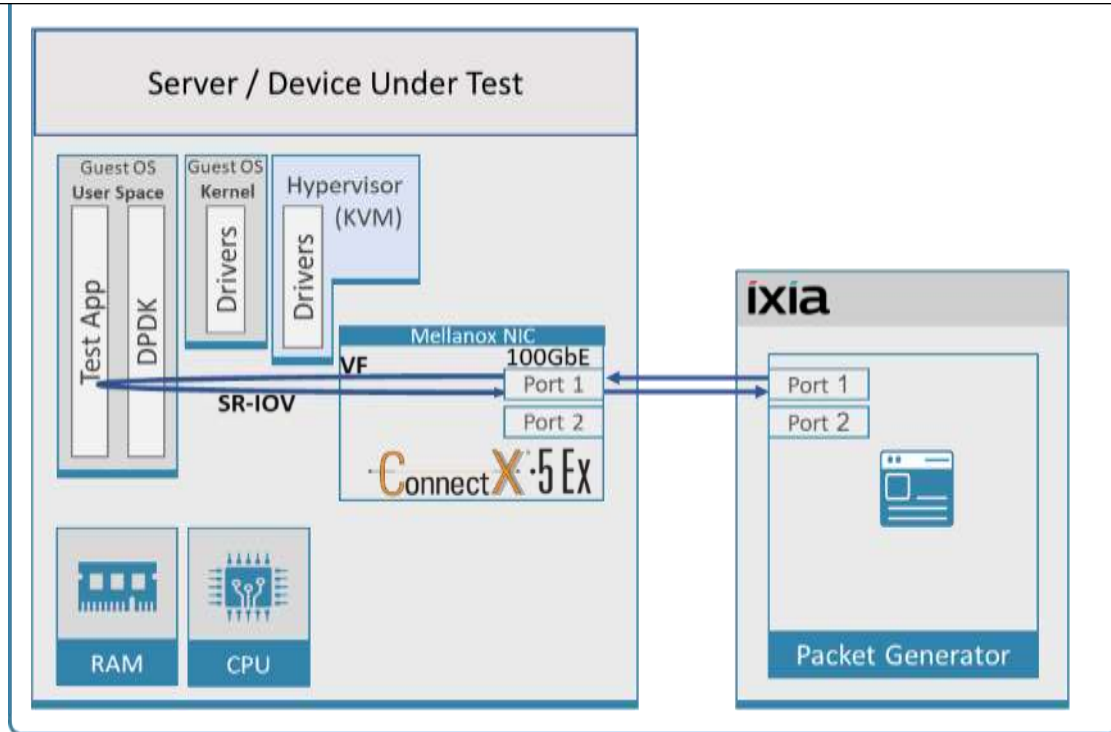 Server / Device Under Test
Guest OS
User Space
Test App
DPDK
Guest OS
Kernel
Drivers
Hypervisor
(KVM)
Drivers
Mellanox NIC
VF
100GbE
Port 1
SR-IOV
Port 2
ConnectX·5 EX
RAM
CPU
ixia
Port 1
Port 2
Packet Generator